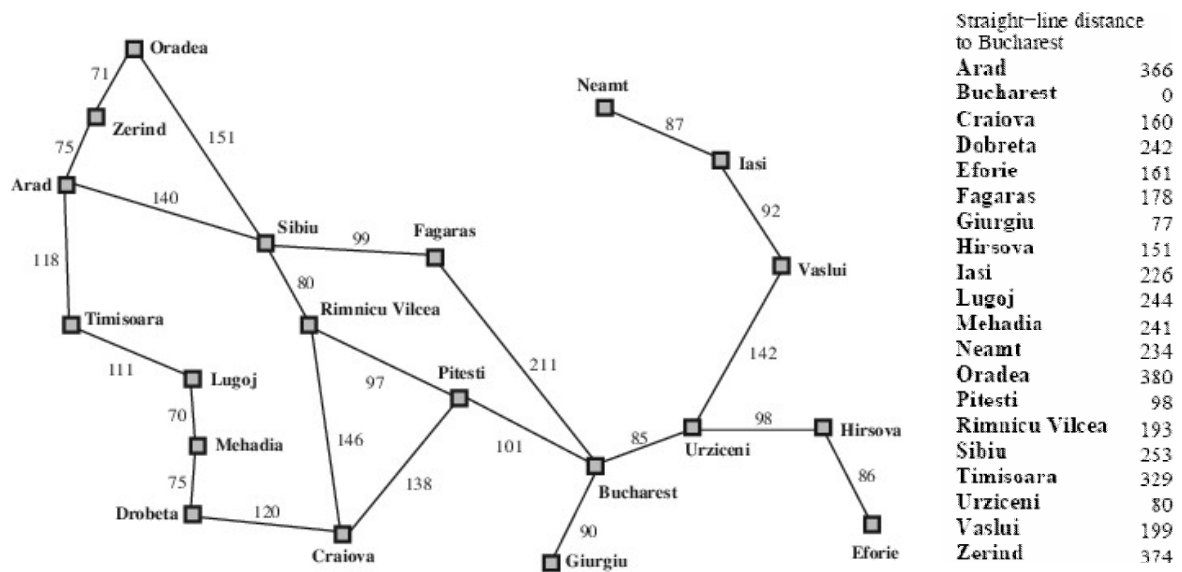 Oradea
71
Neamt
Zerind
87
151
75
Iasi
Arad
140
92
Sibiu
Fagaras
99
118
Vaslui
80
Timisoara
Rimnicu Vilcea
142
111
Lugoj
97
Pitesti
211
70
98
Hirsova
146
85
Urziceni
Mehadia
101
86
75
138
Bucharest
120
Drobeta
90
Craiova
Giurgiu
Eforie
Straight-line distance
to Bucharest
Arad 366
Bucharest 0
Craiova 160
Dobreta 242
Eforie 161
Fagaras 178
Giurgiu 77
Hirsova 151
Iasi 226
Lugoj 244
Mehadia 241
Neamt 234
Oradea 380
Pitesti 98
Rimnicu Vilcea 193
Sibiu 253
Timisoara 329
Urziceni 80
Vaslui 199
Zerind 374